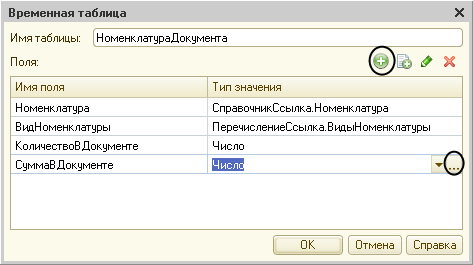 Временная таблица
Имя таблицы: НоменклатураДокумента
Поля:
Имя поля Тип значения
Номенклатура СправочникСсылка.Номенклатура
ВидНоменклатуры ПеречислениеСсылка.ВидыНоменклатуры
КоличествоВДокументе Число
СуммаВДокументе Число ...
OK Отмена Справка